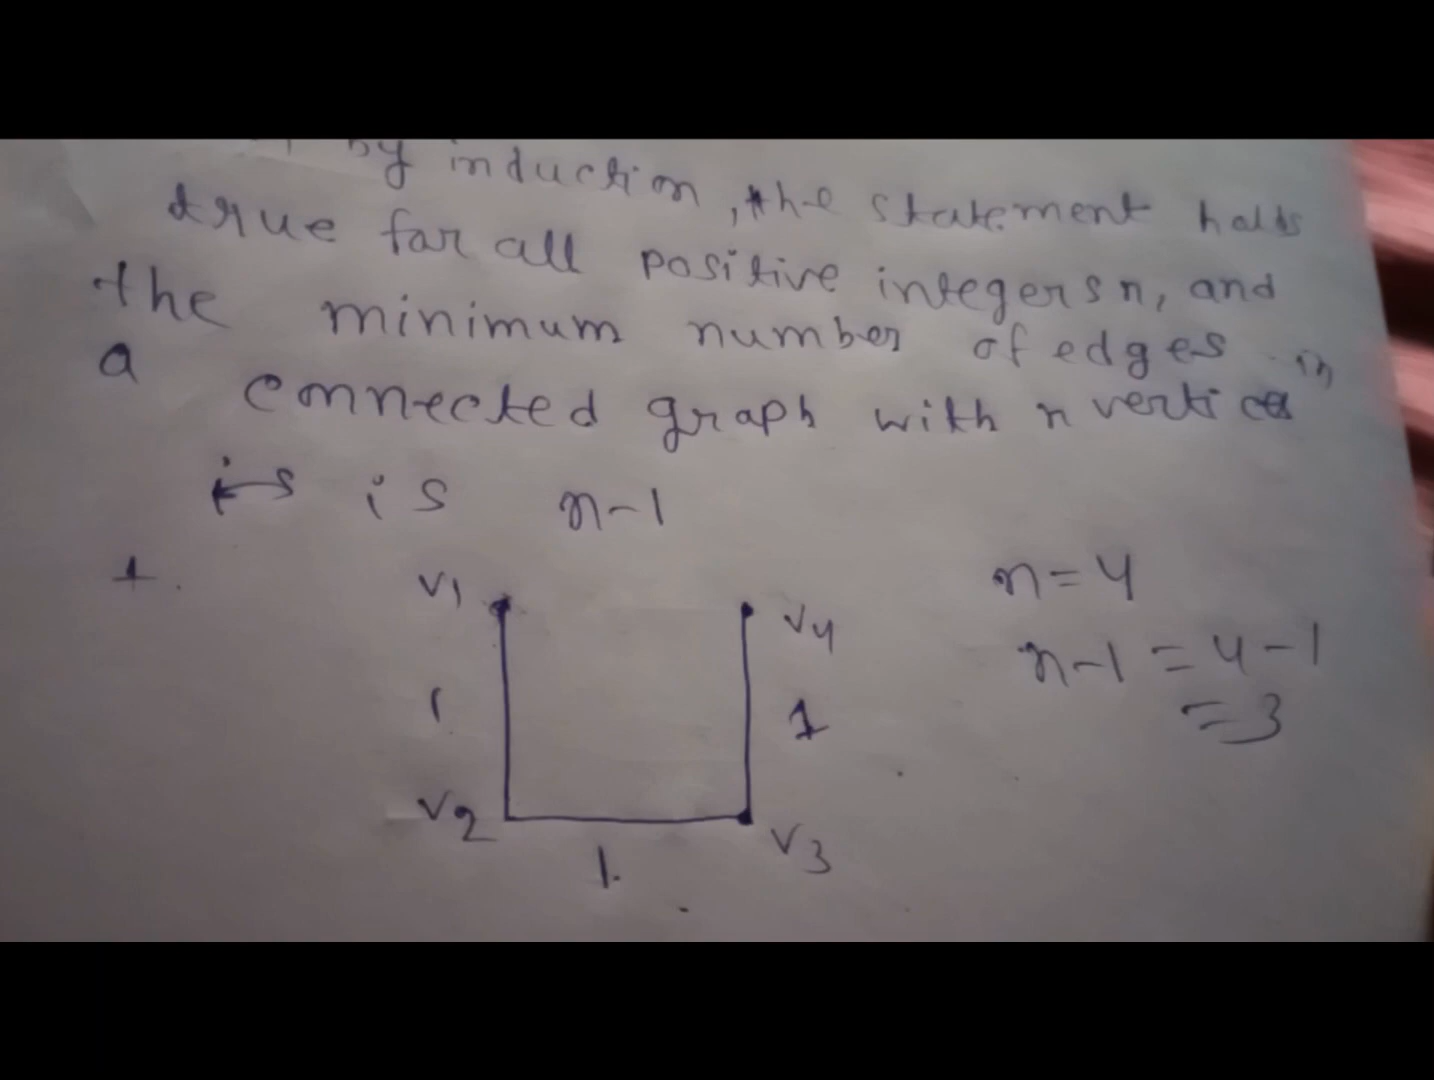 by induction, the statement holds
true for all positive integers n, and
the minimum number of edges in
a connected graph with n vertices
is is n-1
1.
v1
v4
n=4
n-1 = 4-1
=3
1
1
v2
v3
1.